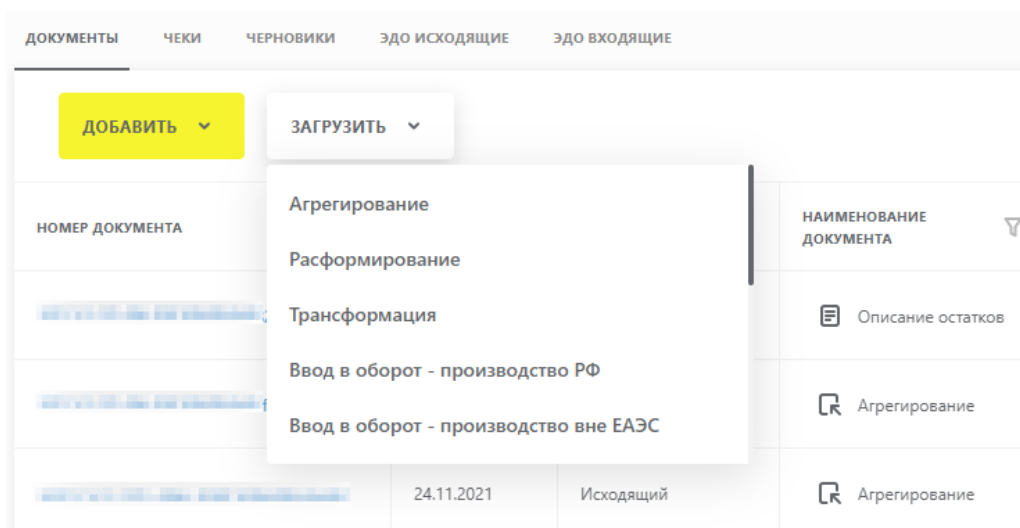 ДОКУМЕНТЫ ЧЕКИ ЧЕРНОВИКИ ЭДО ИСХОДЯЩИЕ ЭДО ВХОДЯЩИЕ
ДОБАВИТЬ ЗАГРУЗИТЬ
Агрегирование
Расформирование
Трансформация
Ввод в оборот - производство РФ
Ввод в оборот - производство вне ЕАЭС
НОМЕР ДОКУМЕНТА
НАИМЕНОВАНИЕ
ДОКУМЕНТА
Описание остатков
Агрегирование
24.11.2021 Исходящий Агрегирование